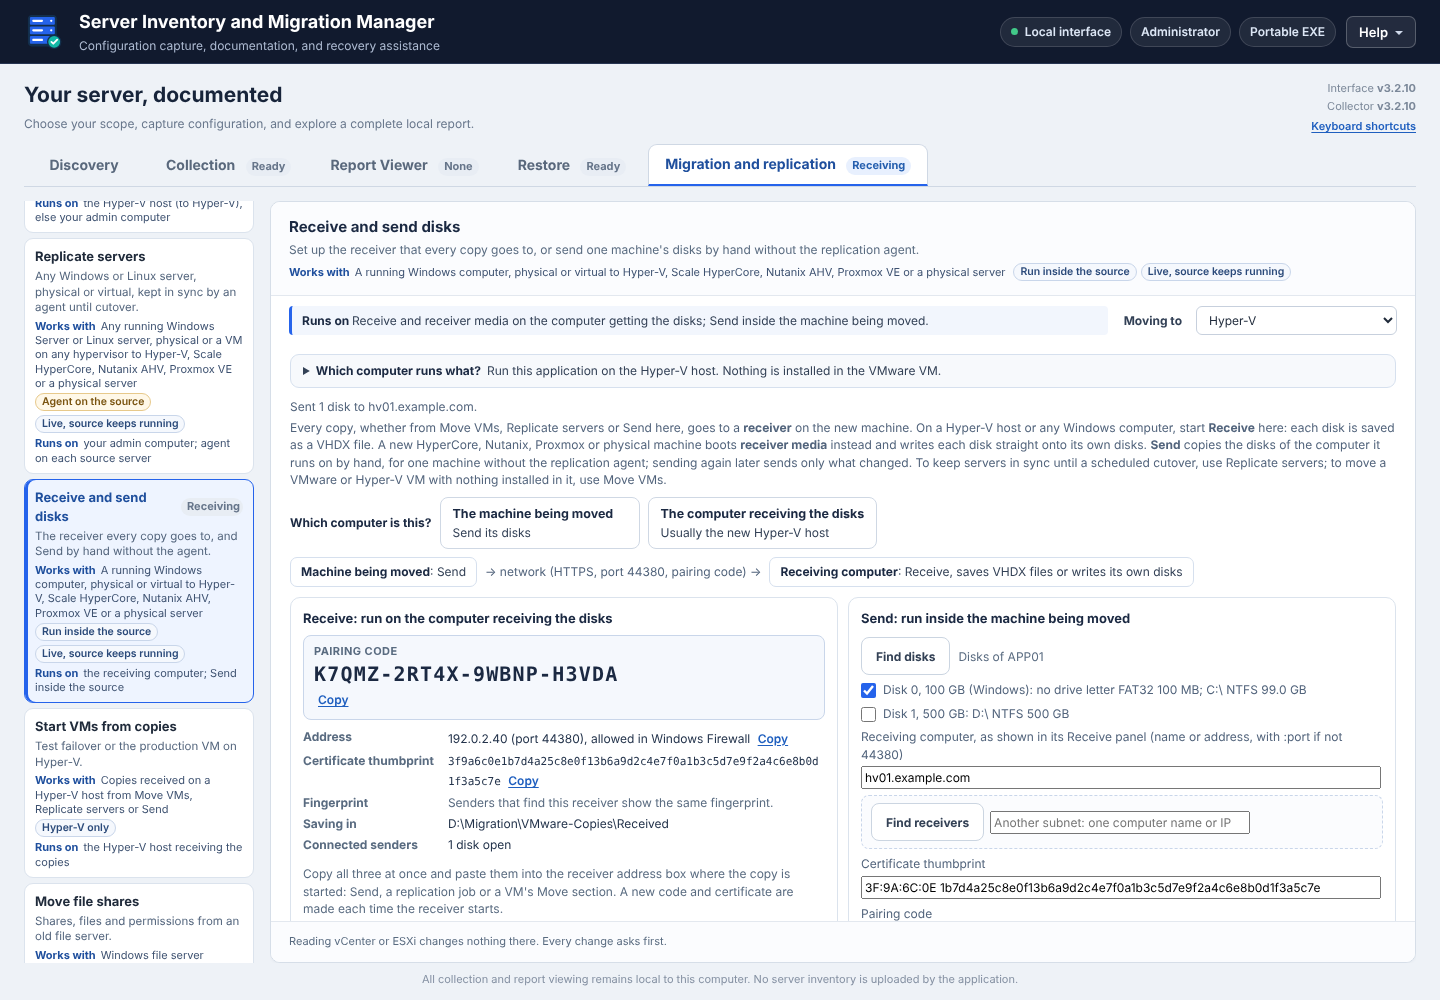 Server Inventory and Migration Manager
Configuration capture, documentation, and recovery assistance
Local interface
Administrator
Portable EXE
Help
Your server, documented
Choose your scope, capture configuration, and explore a complete local report.
Interface v3.2.10
Collector v3.2.10
Keyboard shortcuts
Discovery
Collection Ready
Report Viewer None
Restore Ready
Migration and replication Receiving
Runs on the Hyper-V host (to Hyper-V),
else your admin computer
Replicate servers
Any Windows or Linux server,
physical or virtual, kept in sync by an
agent until cutover.
Works with Any running Windows
Server or Linux server, physical or a VM
on any hypervisor to Hyper-V, Scale
HyperCore, Nutanix AHV, Proxmox VE
or a physical server
Agent on the source
Live, source keeps running
Runs on your admin computer; agent
on each source server
Receive and send
disks
Receiving
The receiver every copy goes to, and
Send by hand without the agent.
Works with A running Windows
computer, physical or virtual to Hyper-
V, Scale HyperCore, Nutanix AHV,
Proxmox VE or a physical server
Run inside the source
Live, source keeps running
Runs on the receiving computer; Send
inside the source
Start VMs from copies
Test failover or the production VM on
Hyper-V.
Works with Copies received on a
Hyper-V host from Move VMs,
Replicate servers or Send
Hyper-V only
Runs on the Hyper-V host receiving the
copies
Move file shares
Shares, files and permissions from an
old file server.
Works with Windows file server
Receive and send disks
Set up the receiver that every copy goes to, or send one machine's disks by hand without the replication agent.
Works with A running Windows computer, physical or virtual to Hyper-V, Scale HyperCore, Nutanix AHV, Proxmox VE or a physical server
Run inside the source
Live, source keeps running
Runs on Receive and receiver media on the computer getting the disks; Send inside the machine being moved.
Moving to
Hyper-V
Which computer runs what? Run this application on the Hyper-V host. Nothing is installed in the VMware VM.
Sent 1 disk to hv01.example.com.
Every copy, whether from Move VMs, Replicate servers or Send here, goes to a receiver on the new machine. On a Hyper-V host or any Windows computer, start Receive here: each disk is saved
as a VHDX file. A new HyperCore, Nutanix, Proxmox or physical machine boots receiver media instead and writes each disk straight onto its own disks. Send copies the disks of the computer it
runs on by hand, for one machine without the replication agent; sending again later sends only what changed. To keep servers in sync until a scheduled cutover, use Replicate servers; to move a
VMware or Hyper-V VM with nothing installed in it, use Move VMs.
Which computer is this?
The machine being moved
Send its disks
The computer receiving the disks
Usually the new Hyper-V host
Machine being moved: Send
→ network (HTTPS, port 44380, pairing code) →
Receiving computer: Receive, saves VHDX files or writes its own disks
Receive: run on the computer receiving the disks
PAIRING CODE
K7QMZ-2RT4X-9WBNP-H3VDA
Copy
Address 192.0.2.40 (port 44380), allowed in Windows Firewall Copy
Certificate thumbprint 3f9a6c0e1b7d4a25c8e0f13b6a9d2c4e7f0a1b3c5d7e9f2a4c6e8b0d
1f3a5c7e Copy
Fingerprint Senders that find this receiver show the same fingerprint.
Saving in D:\Migration\VMware-Copies\Received
Connected senders 1 disk open
Copy all three at once and paste them into the receiver address box where the copy is
started: Send, a replication job or a VM's Move section. A new code and certificate are
made each time the receiver starts.
Send: run inside the machine being moved
Find disks
Disks of APP01
Disk 0, 100 GB (Windows): no drive letter FAT32 100 MB; C:\ NTFS 99.0 GB
Disk 1, 500 GB: D:\ NTFS 500 GB
Receiving computer, as shown in its Receive panel (name or address, with :port if not
44380)
hv01.example.com
Find receivers
Another subnet: one computer name or IP
Certificate thumbprint
3F:9A:6C:0E 1b7d4a25c8e0f13b6a9d2c4e7f0a1b3c5d7e9f2a4c6e8b0d1f3a5c7e
Pairing code
Reading vCenter or ESXi changes nothing there. Every change asks first.
All collection and report viewing remains local to this computer. No server inventory is uploaded by the application.